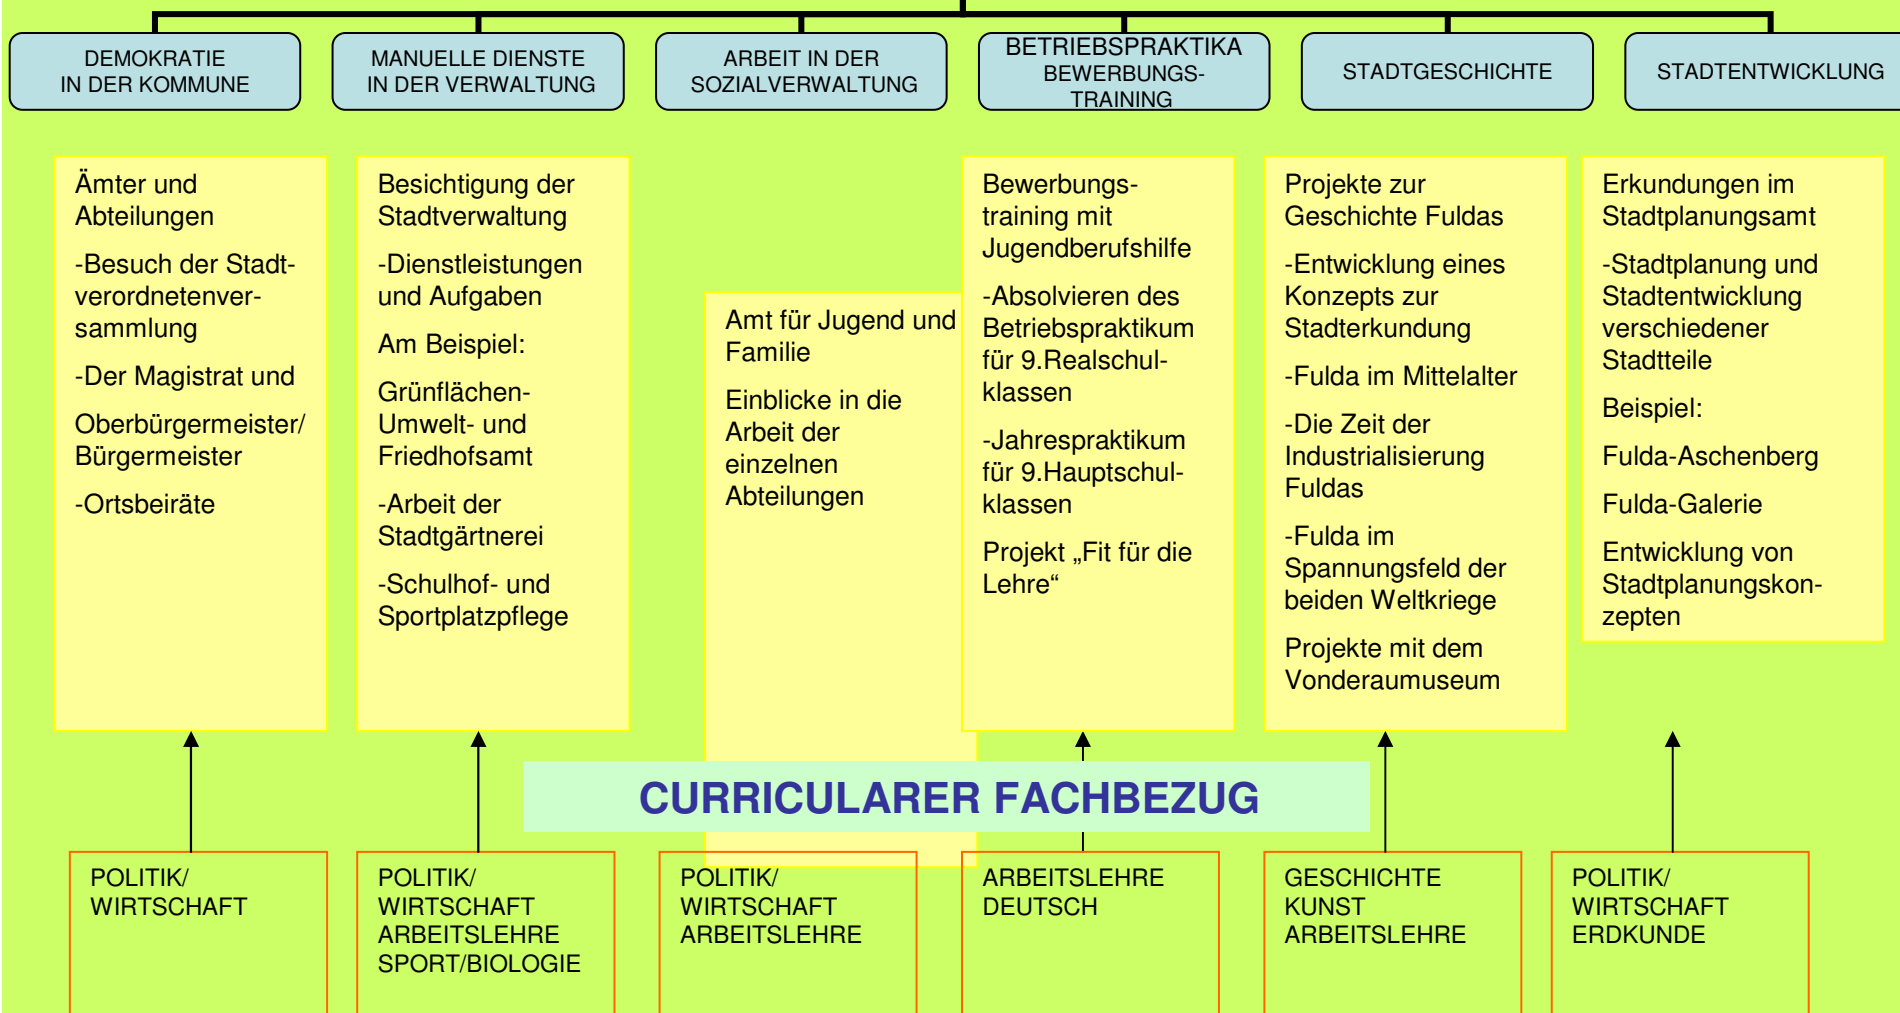 DEMOKRATIE
IN DER KOMMUNE
MANUELLE DIENSTE
IN DER VERWALTUNG
ARBEIT IN DER
SOZIALVERWALTUNG
BETRIEBSPRAKTIKA
BEWERBUNGS-
TRAINING
STADTGESCHICHTE
STADTENTWICKLUNG
Ämter und
Abteilungen
-Besuch der Stadt-
verordnetenver-
sammlung
-Der Magistrat und
Oberbürgermeister/
Bürgermeister
-Ortsbeiräte
Besichtigung der
Stadtverwaltung
-Dienstleistungen
und Aufgaben
Am Beispiel:
Grünflächen-
Umwelt- und
Friedhofsamt
-Arbeit der
Stadtgärtnerei
-Schulhof- und
Sportplatzpflege
Amt für Jugend und
Familie
Einblicke in die
Arbeit der
einzelnen
Abteilungen
Bewerbungs-
training mit
Jugendberufshilfe
-Absolvieren des
Betriebspraktikum
für 9.Realschul-
klassen
-Jahrespraktikum
für 9.Hauptschul-
klassen
Projekt „Fit für die
Lehre“
Projekte zur
Geschichte Fuldas
-Entwicklung eines
Konzepts zur
Stadterkundung
-Fulda im Mittelalter
-Die Zeit der
Industrialisierung
Fuldas
-Fulda im
Spannungsfeld der
beiden Weltkriege
Projekte mit dem
Vonderaumuseum
Erkundungen im
Stadtplanungsamt
-Stadtplanung und
Stadtentwicklung
verschiedener
Stadtteile
Beispiel:
Fulda-Aschenberg
Fulda-Galerie
Entwicklung von
Stadtplanungskon-
zepten
CURRICULARER FACHBEZUG
POLITIK/
WIRTSCHAFT
POLITIK/
WIRTSCHAFT
ARBEITSLEHRE
SPORT/BIOLOGIE
POLITIK/
WIRTSCHAFT
ARBEITSLEHRE
ARBEITSLEHRE
DEUTSCH
GESCHICHTE
KUNST
ARBEITSLEHRE
POLITIK/
WIRTSCHAFT
ERDKUNDE